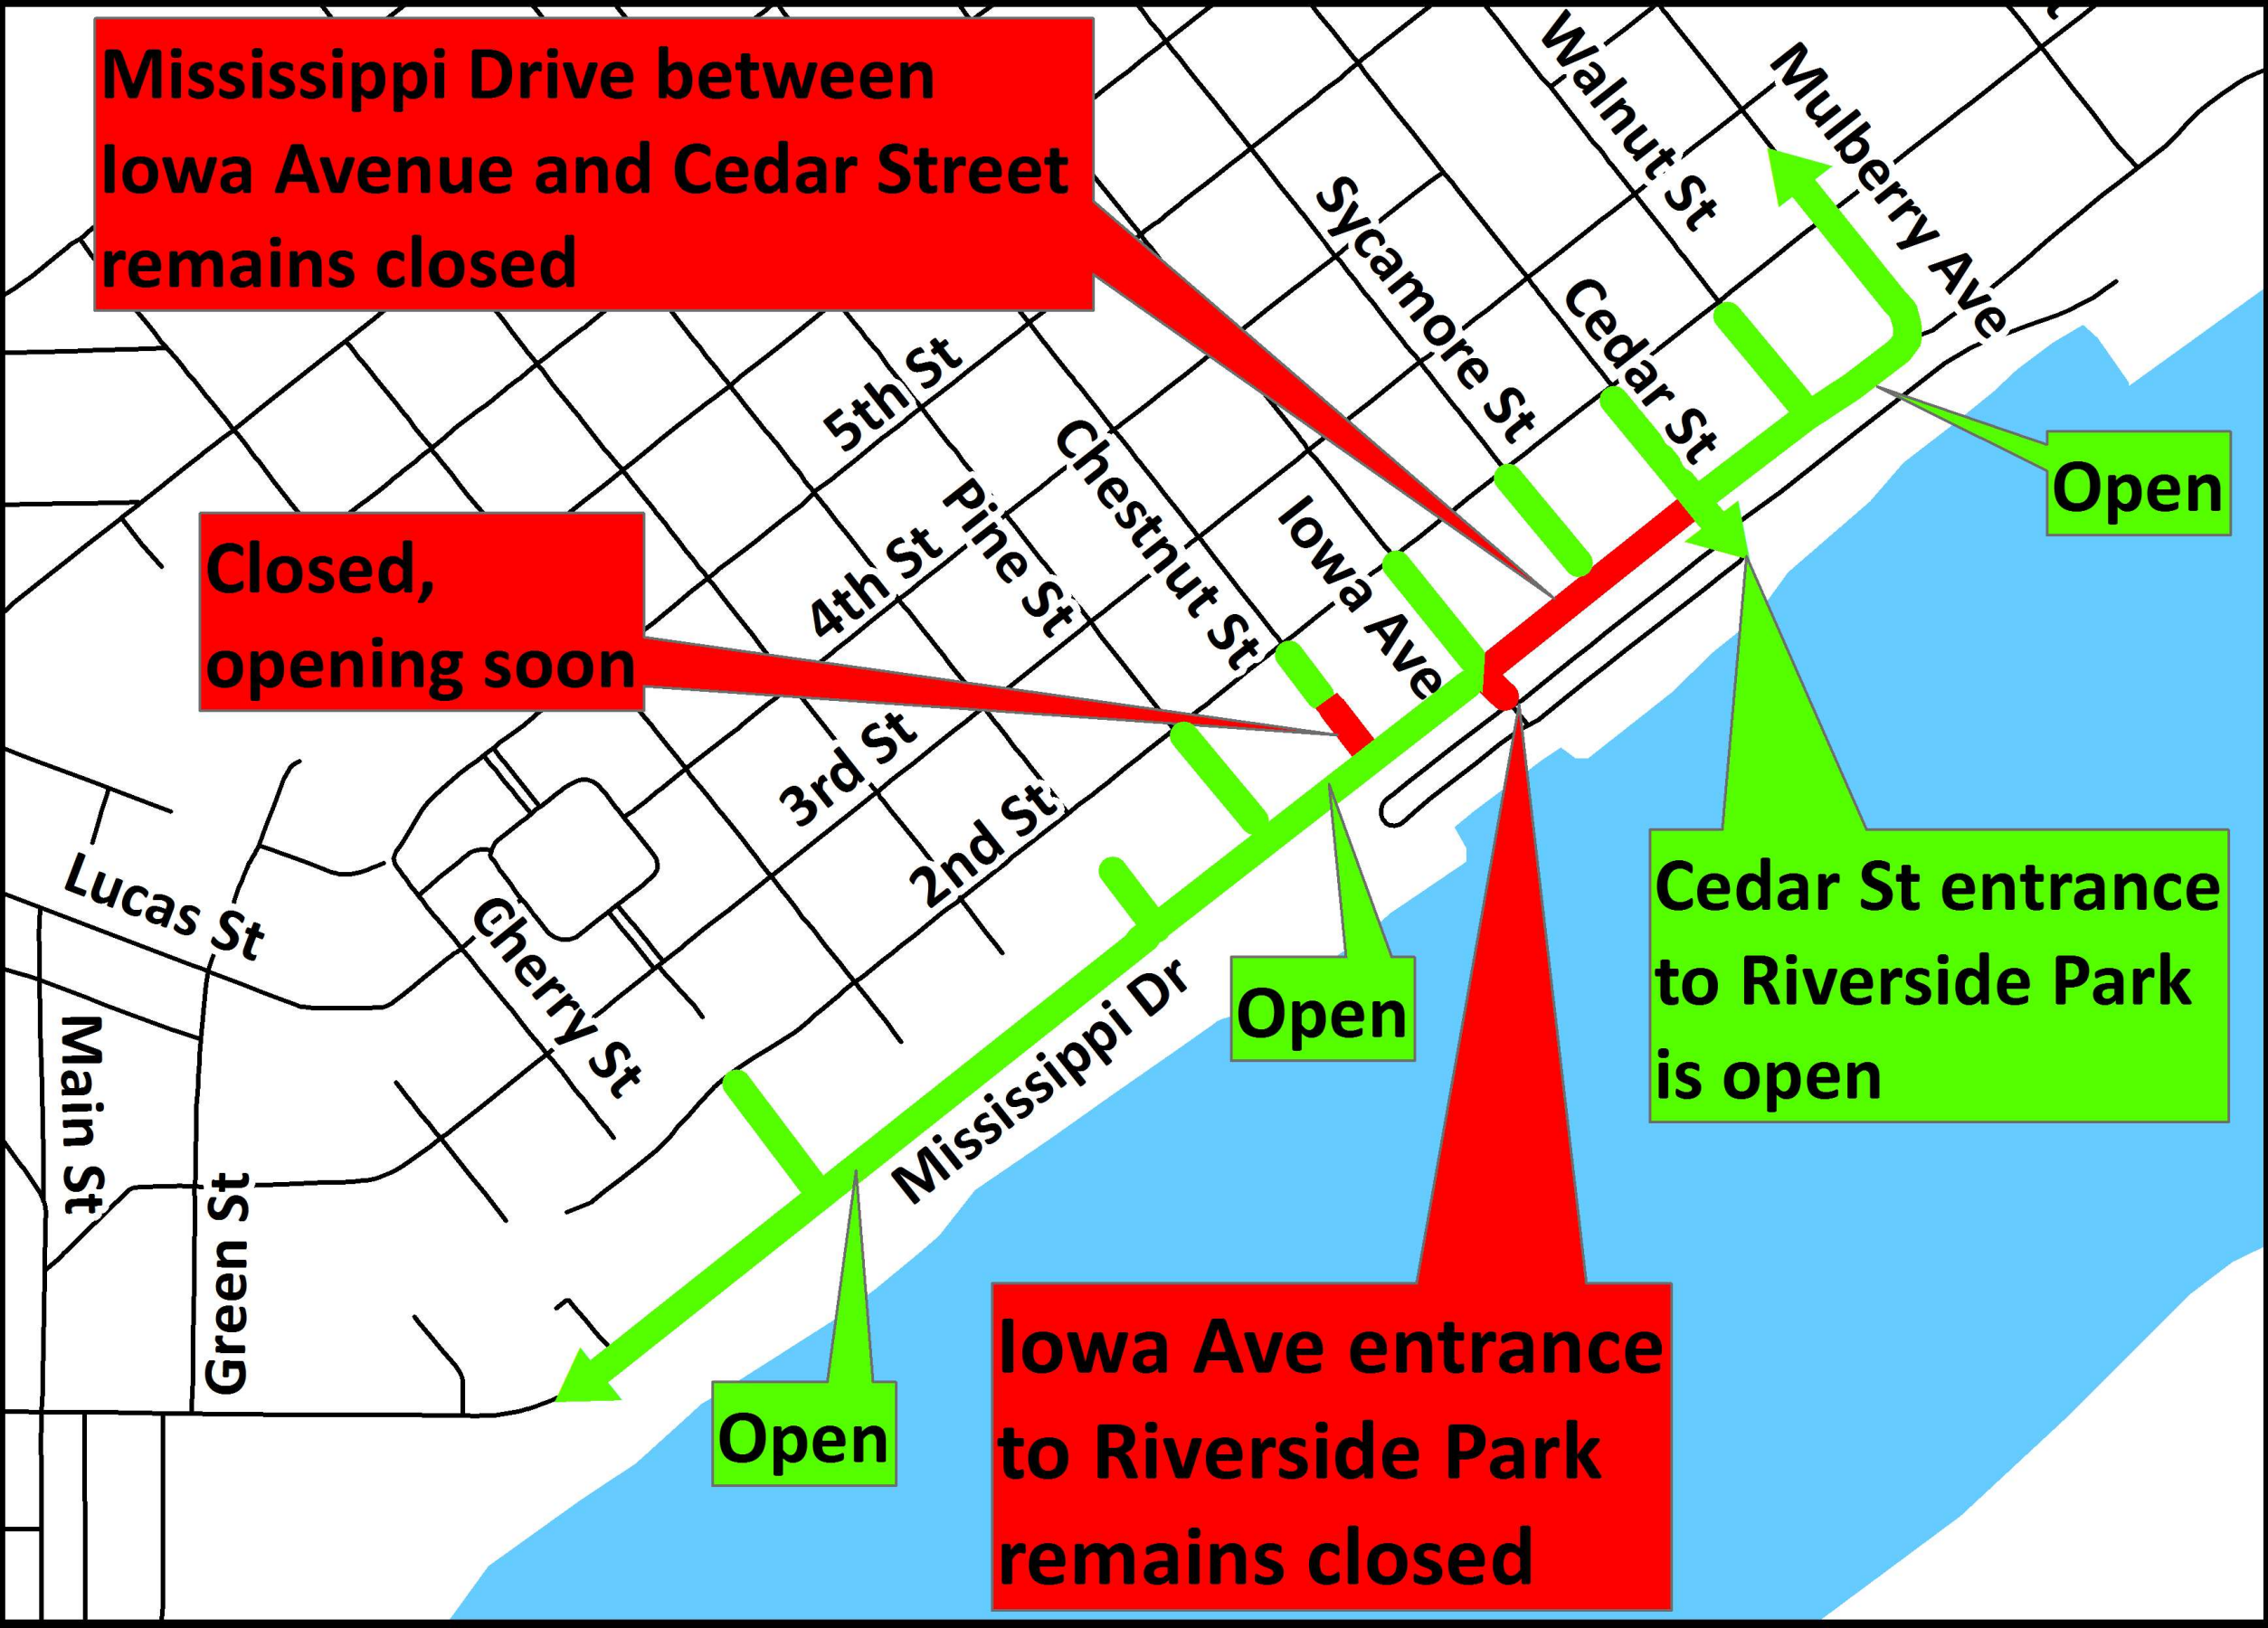 Mississippi Drive between
Iowa Avenue and Cedar Street
remains closed
Walnut St
Mulberry Ave
Sycamore St
Cedar St
5th St
Chestnut St
Pine St
Iowa Ave
Open
Closed,
opening soon
4th St
3rd St
2nd St
Lucas St
Cherry St
Main St
Green St
Mississippi Dr
Open
Cedar St entrance
to Riverside Park
is open
Open
Iowa Ave entrance
to Riverside Park
remains closed